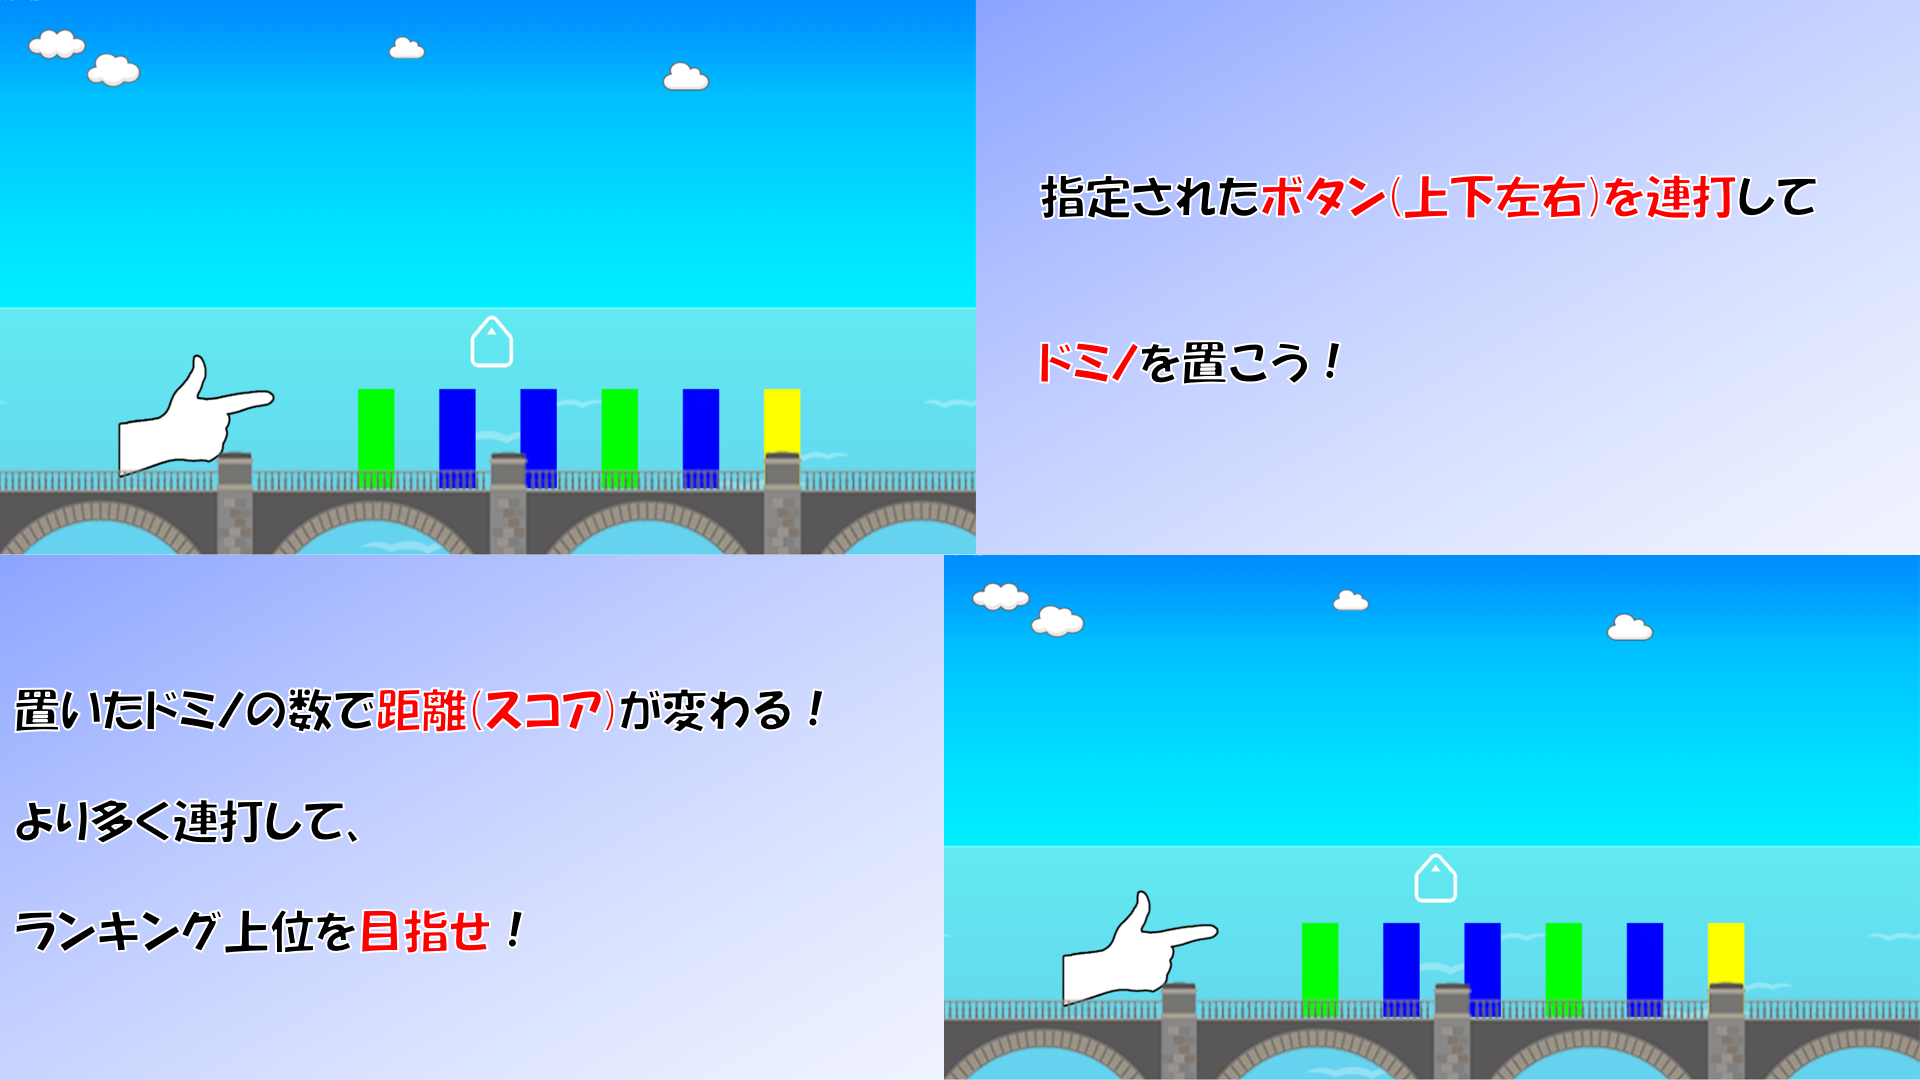 指定されたボタン(上下左右)を連打して
ドミノを置こう！
置いたドミノの数で距離(スコア)が変わる！
より多く連打して、
ランキング上位を目指せ！